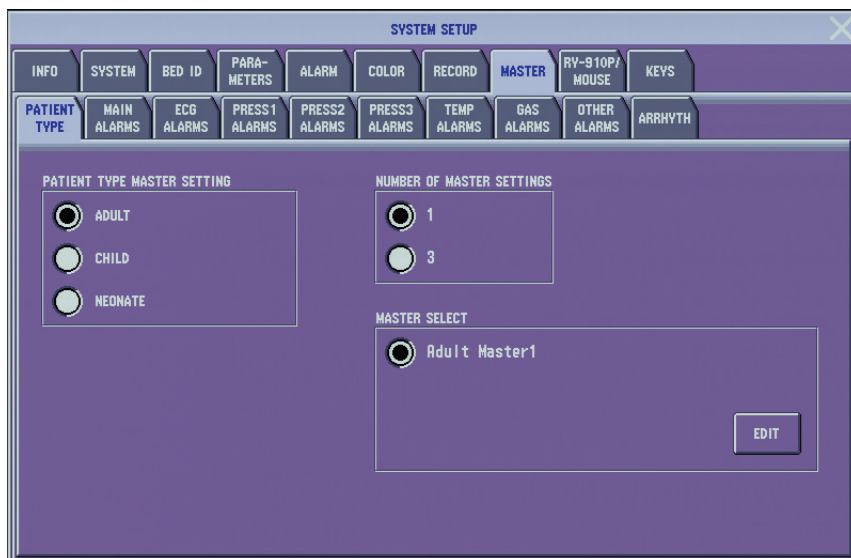 SYSTEM SETUP
INFO
SYSTEM
BED ID
PARA-
METERS
ALARM
COLOR
RECORD
MASTER
RY-910P/
MOUSE
KEYS
PATIENT
TYPE
MAIN
ALARMS
ECG
ALARMS
PRESS1
ALARMS
PRESS2
ALARMS
PRESS3
ALARMS
TEMP
ALARMS
GAS
ALARMS
OTHER
ALARMS
ARRHYTH
PATIENT TYPE MASTER SETTING
ADULT
CHILD
NEONATE
NUMBER OF MASTER SETTINGS
1
3
MASTER SELECT
Adult Master1
EDIT